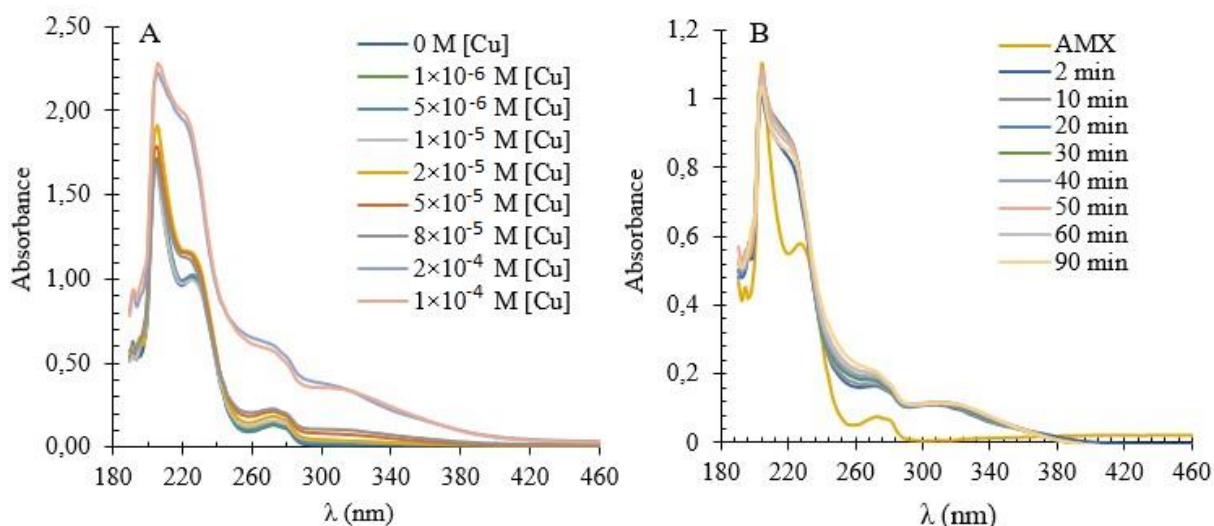 A
2,50
2,00
1,50
1,00
0,50
0,00
Absorbance
180 220 260 300 340 380 420 460
λ (nm)
0 M [Cu]
1×10⁻⁶ M [Cu]
5×10⁻⁶ M [Cu]
1×10⁻⁵ M [Cu]
2×10⁻⁵ M [Cu]
5×10⁻⁵ M [Cu]
8×10⁻⁵ M [Cu]
2×10⁻⁴ M [Cu]
1×10⁻⁴ M [Cu]
B
1,2
1
0,8
0,6
0,4
0,2
0
Absorbance
180 220 260 300 340 380 420 460
λ (nm)
AMX
2 min
10 min
20 min
30 min
40 min
50 min
60 min
90 min